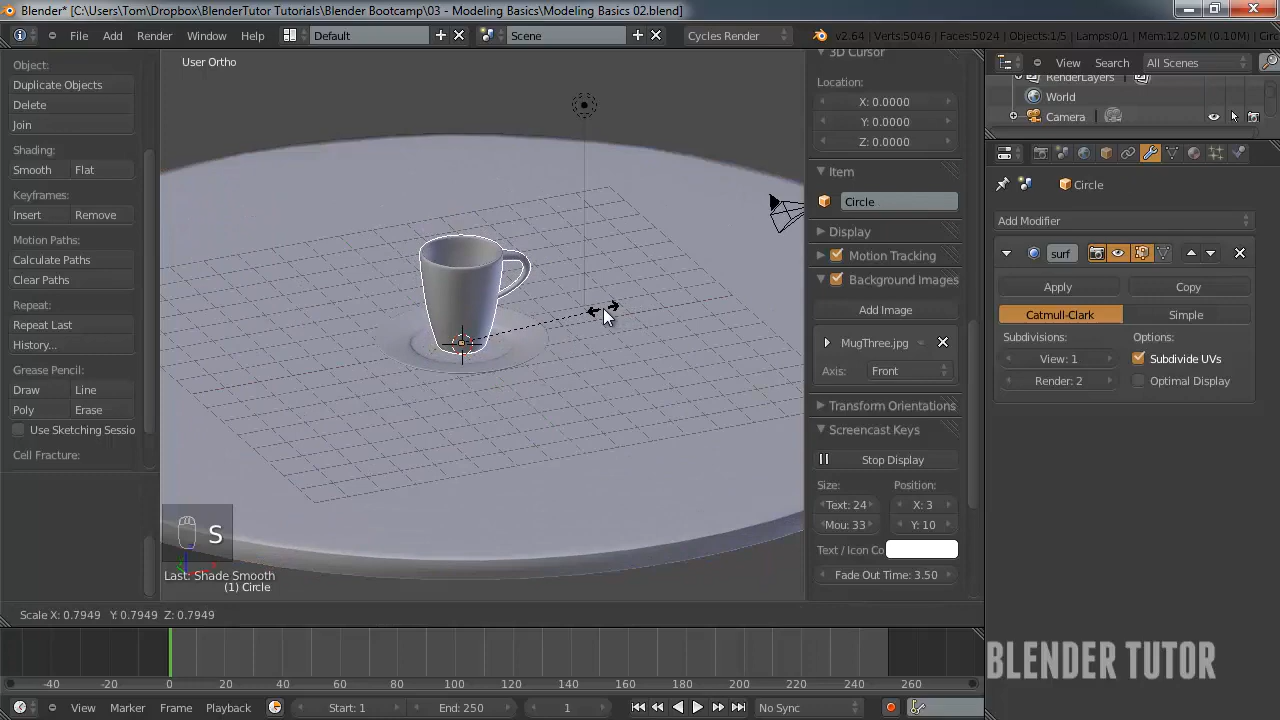 Blender* [C:\Users\Tom\Dropbox\BlenderTutor Tutorials\Blender Bootcamp\03 - Modeling Basics\Modeling Basics 02.blend]
File Add Render Window Help Default Scene Cycles Render v2.64 | Verts:5046 | Faces:5024 | Objects:1/5 | Lamps:0/1 | Mem:12.05M (0.10M) | Circ
Object:
Duplicate Objects
Delete
Join
Shading:
Smooth Flat
Keyframes:
Insert Remove
Motion Paths:
Calculate Paths
Clear Paths
Repeat:
Repeat Last
History...
Grease Pencil:
Draw Line
Poly Erase
Use Sketching Sessio
Cell Fracture:
User Ortho
S
Last: Shade Smooth
(1) Circle
Scale X: 0.7949 Y: 0.7949 Z: 0.7949
3D Cursor
Location:
X: 0.0000
Y: 0.0000
Z: 0.0000
Item
Circle
Display
Motion Tracking
Background Images
Add Image
MugThree.jpg
Axis: Front
Transform Orientations
Screencast Keys
Stop Display
Size: Position:
Text: 24 X: 3
Mou: 33 Y: 10
Text / Icon Co
Fade Out Time: 3.50
View Search All Scenes
RenderLayers
World
Camera
Circle
Add Modifier
surf
Apply Copy
Catmull-Clark Simple
Subdivisions: Options:
View: 1 Subdivide UVs
Render: 2 Optimal Display
BLENDER TUTOR
-40 -20 0 20 40 60 80 100 120 140 160 180 200 220 240 260
View Marker Frame Playback Start: 1 End: 250 1 No Sync